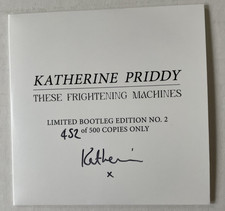 KATHERINE PRIDDY
THESE FRIGHTENING MACHINES
LIMITED BOOTLEG EDITION NO. 2
452 of 500 COPIES ONLY
Katherine
x